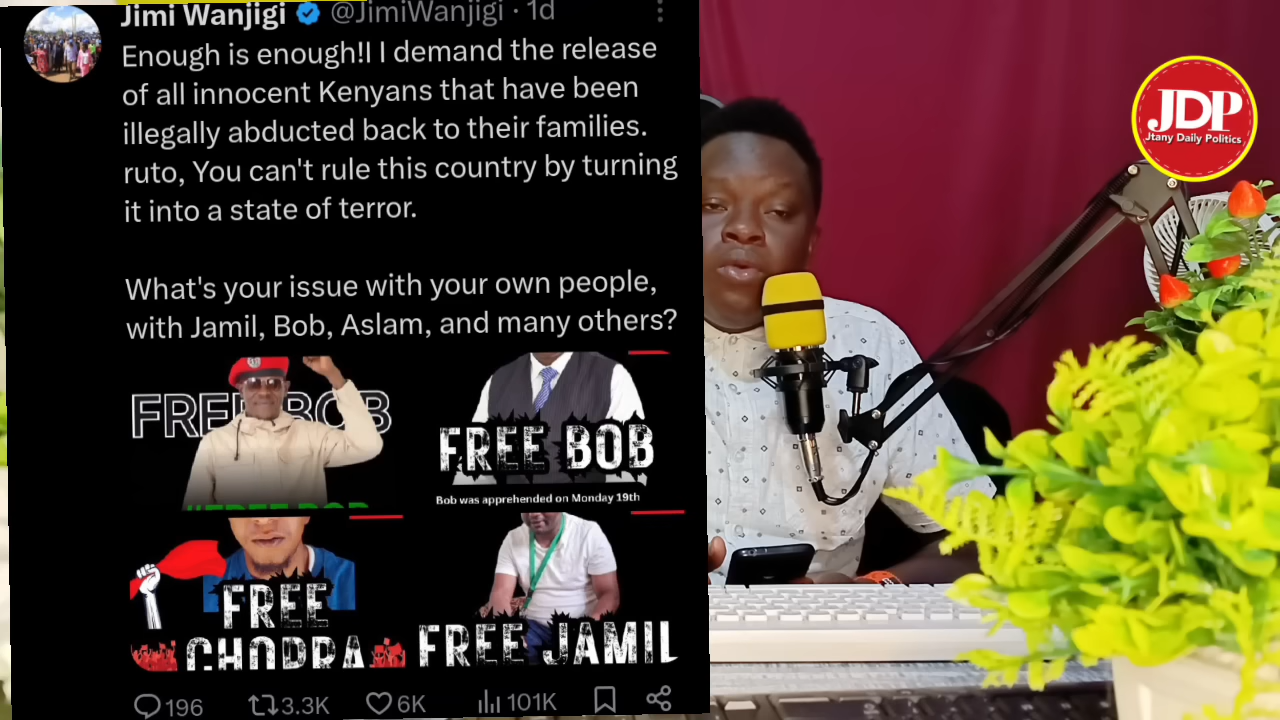 Jimi Wanjigi @JimiWanjigi · 1d
Enough is enough!I I demand the release
of all innocent Kenyans that have been
illegally abducted back to their families.
ruto, You can't rule this country by turning
it into a state of terror.
What's your issue with your own people,
with Jamil, Bob, Aslam, and many others?
FREE BOB
#FREE BOB
FREE BOB
Bob was apprehended on Monday 19th
FREE
CHOPRA
FREE JAMIL
196 3.3K 6K 101K
JDP
Jtany Daily Politics